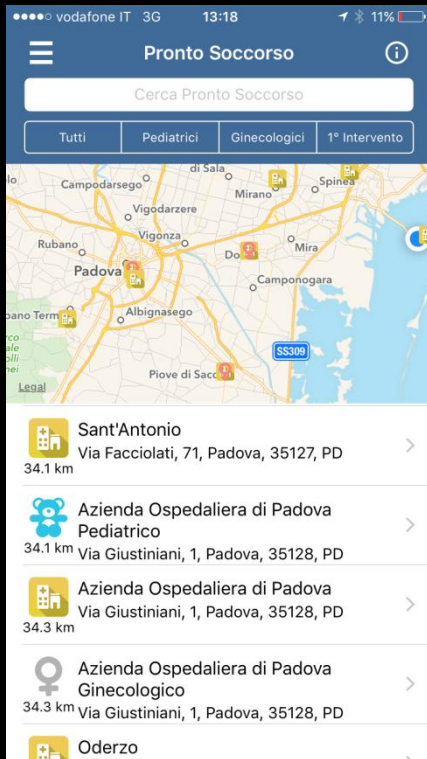 vodafone IT 3G 13:18 11%
Pronto Soccorso
Cerca Pronto Soccorso
Tutti Pediatrici Ginecologici 1° Intervento
di Sala
Campodarsego
Mirano
Spinea
Vigodarzere
Vigonza
Rubano
Do
Mira
Padova
Camponogara
bano Term
Albignasego
SS309
Piove di Sacc
Legal
Sant'Antonio
Via Facciolati, 71, Padova, 35127, PD
34.1 km
Azienda Ospedaliera di Padova
Pediatrico
34.1 km Via Giustiniani, 1, Padova, 35128, PD
Azienda Ospedaliera di Padova
Via Giustiniani, 1, Padova, 35128, PD
34.3 km
Azienda Ospedaliera di Padova
Ginecologico
34.3 km Via Giustiniani, 1, Padova, 35128, PD
Oderzo